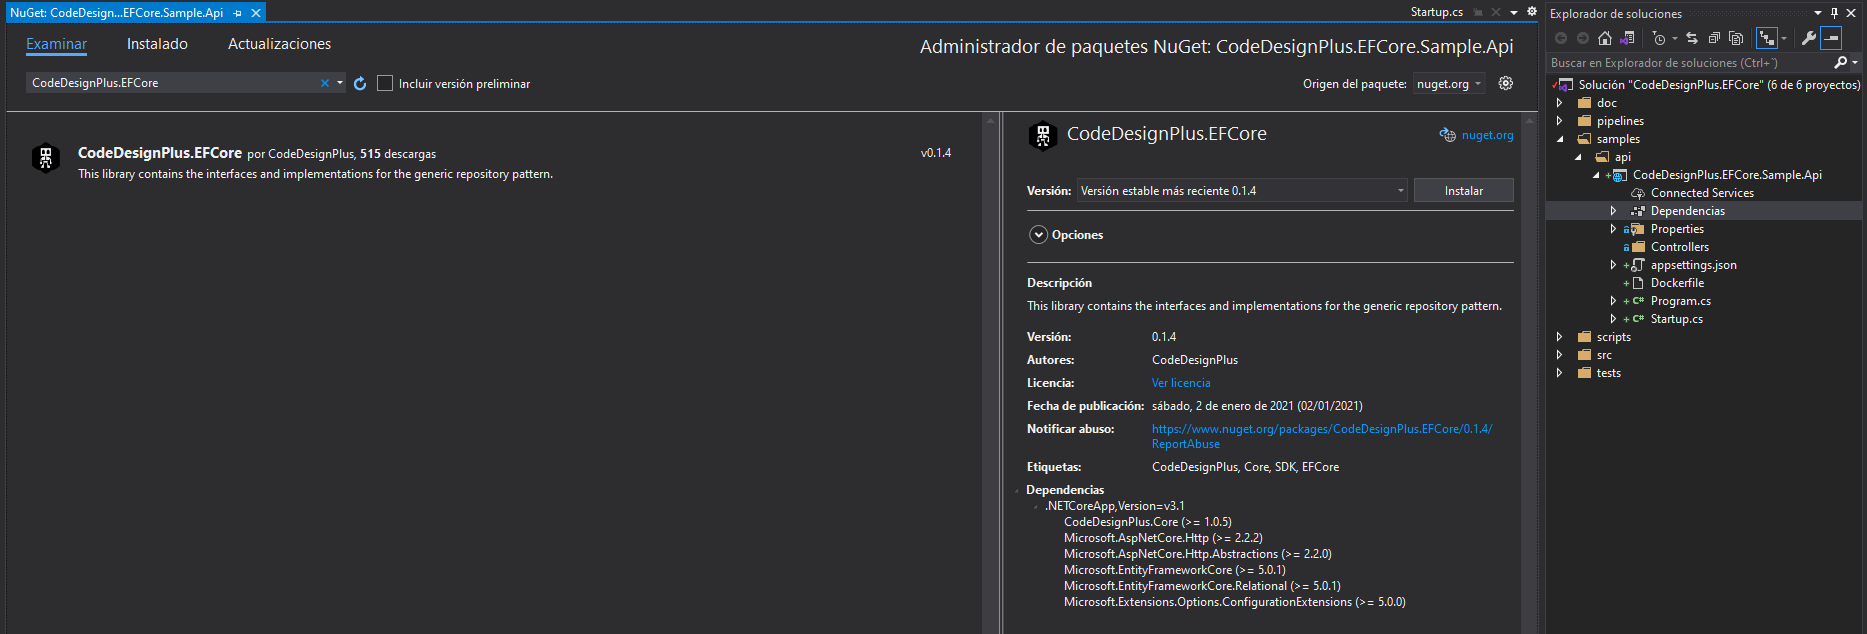 NuGet: CodeDesign...EFCore.Sample.Api
Startup.cs
Examinar
Instalado
Actualizaciones
Administrador de paquetes NuGet: CodeDesignPlus.EFCore.Sample.Api
CodeDesignPlus.EFCore
Incluir versión preliminar
Origen del paquete: nuget.org
CodeDesignPlus.EFCore por CodeDesignPlus, 515 descargas
v0.1.4
This library contains the interfaces and implementations for the generic repository pattern.
CodeDesignPlus.EFCore
nuget.org
Versión: Versión estable más reciente 0.1.4
Instalar
Opciones
Descripción
This library contains the interfaces and implementations for the generic repository pattern.
Versión: 0.1.4
Autores: CodeDesignPlus
Licencia: Ver licencia
Fecha de publicación: sábado, 2 de enero de 2021 (02/01/2021)
Notificar abuso: https://www.nuget.org/packages/CodeDesignPlus.EFCore/0.1.4/
ReportAbuse
Etiquetas: CodeDesignPlus, Core, SDK, EFCore
Dependencias
.NETCoreApp,Version=v3.1
CodeDesignPlus.Core (>= 1.0.5)
Microsoft.AspNetCore.Http (>= 2.2.2)
Microsoft.AspNetCore.Http.Abstractions (>= 2.2.0)
Microsoft.EntityFrameworkCore (>= 5.0.1)
Microsoft.EntityFrameworkCore.Relational (>= 5.0.1)
Microsoft.Extensions.Options.ConfigurationExtensions (>= 5.0.0)
Explorador de soluciones
Buscar en Explorador de soluciones (Ctrl+`)
Solución "CodeDesignPlus.EFCore" (6 de 6 proyectos)
doc
pipelines
samples
api
CodeDesignPlus.EFCore.Sample.Api
Connected Services
Dependencias
Properties
Controllers
appsettings.json
Dockerfile
C# Program.cs
C# Startup.cs
scripts
src
tests